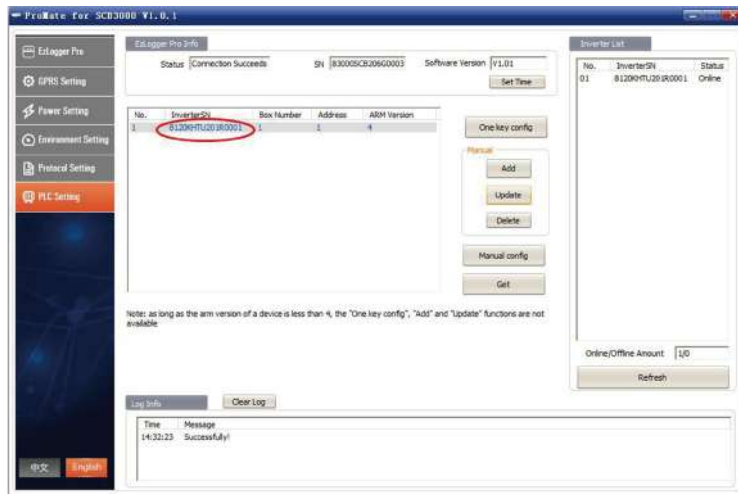 ProMate for SCB3000 V1.0.1
EzLogger Pro
GPRS Setting
Power Setting
Environment Setting
Protocol Setting
PLC Setting
中文 English
EzLogger Pro Info
Status Connection Succeeds SN 83000SCB206G0003 Software Version V1.01
Set Time
No. InverterSN Box Number Address ARM Version
1 8120KHTU201R0001 1 1 4
One key config
Manual
Add
Update
Delete
Manual config
Get
Note: as long as the arm version of a device is less than 4, the "One key config", "Add" and "Update" functions are not
available
Log Info Clear Log
Time Message
14:32:23 Successfully!
Inverter List
No. InverterSN Status
01 8120KHTU201R0001 Online
Online/Offline Amount 1/0
Refresh